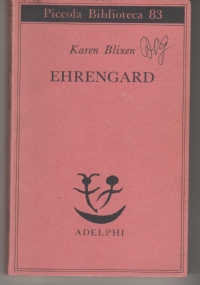 Piccola Biblioteca 83
Karen Blixen
EHRENGARD
ADELPHI